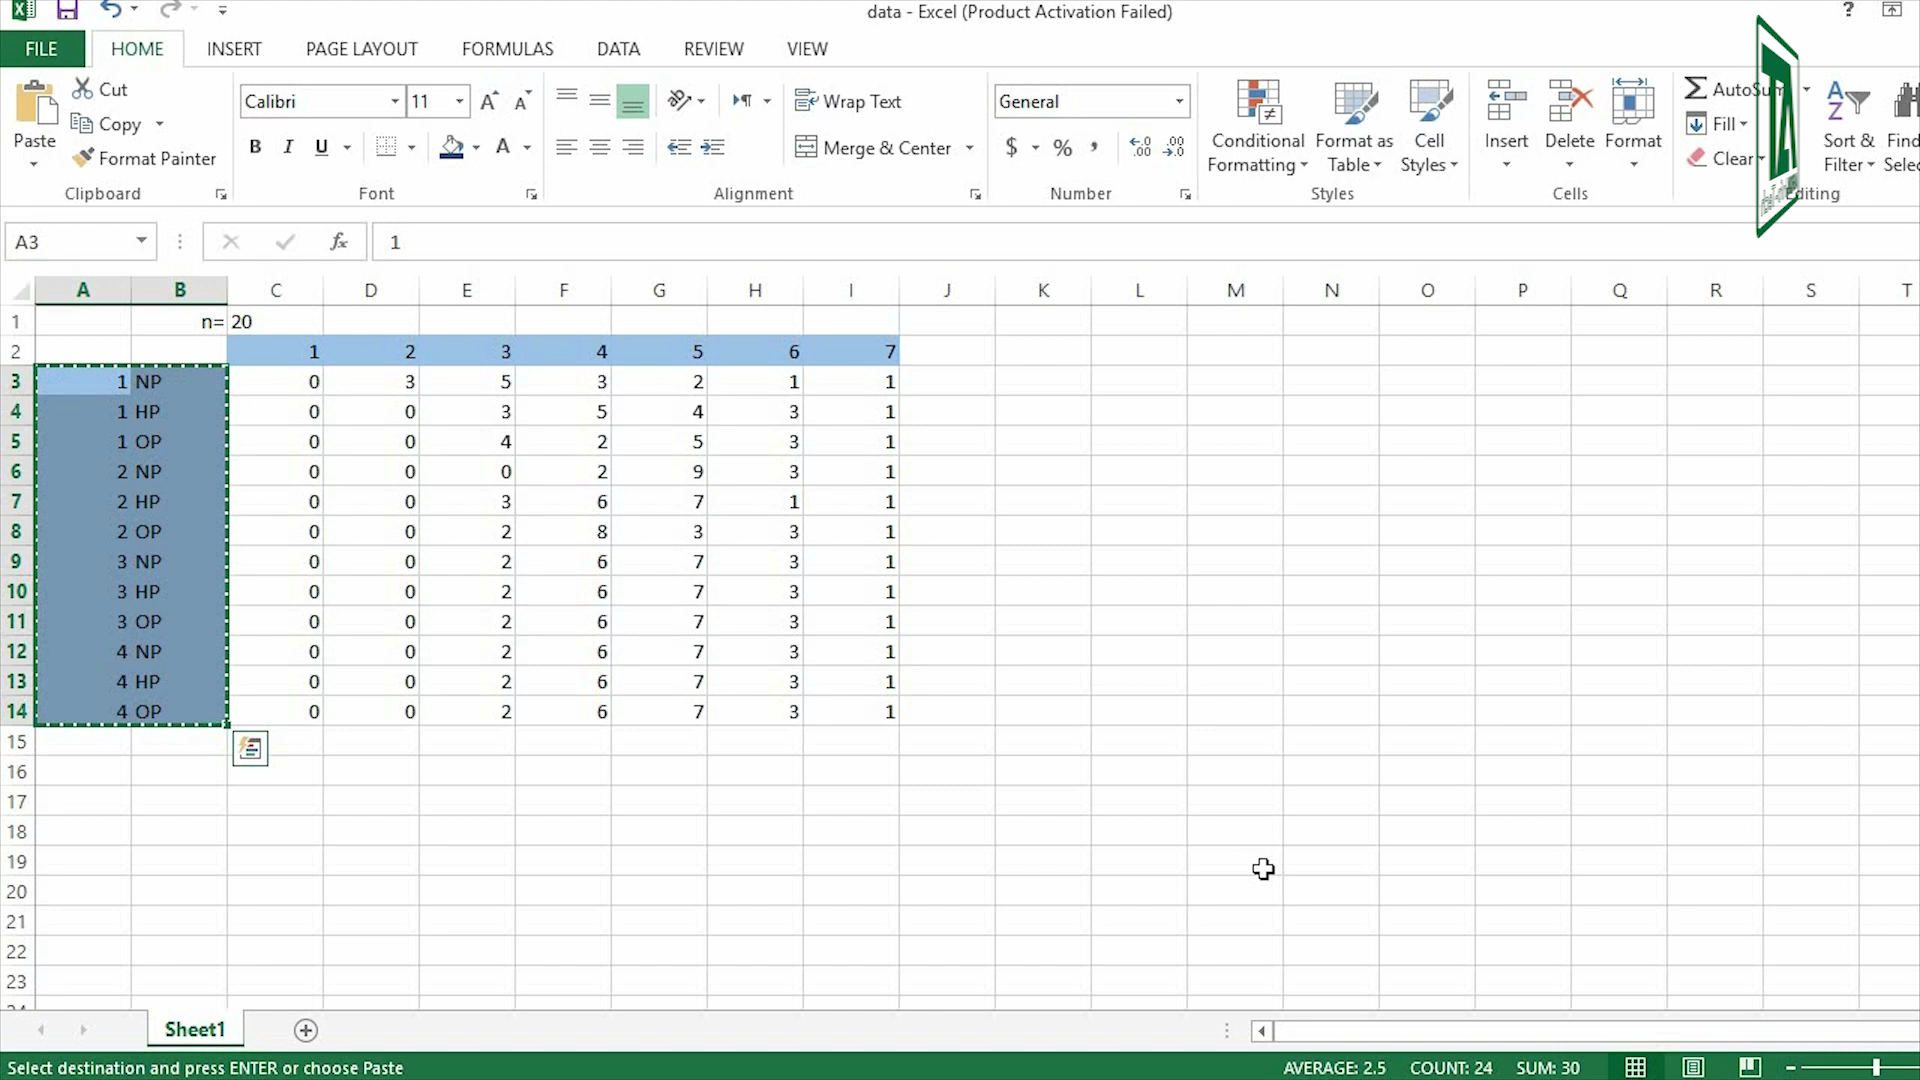 data - Excel (Product Activation Failed)
?
FILE HOME INSERT PAGE LAYOUT FORMULAS DATA REVIEW VIEW
Paste
Cut
Copy
Format Painter
Clipboard
Calibri 11
B I U
Font
Wrap Text
Merge & Center
Alignment
General
$ % ,
Number
Conditional Formatting
Format as Table
Cell Styles
Styles
Insert Delete Format
Cells
AutoSum
Fill
Clear
Sort & Filter
Editing
A3 fx 1
A B C D E F G H I J K L M N O P Q R S T
1 n= 20
2 1 2 3 4 5 6 7
3 1 NP 0 3 5 3 2 1 1
4 1 HP 0 0 3 5 4 3 1
5 1 OP 0 0 4 2 5 3 1
6 2 NP 0 0 0 2 9 3 1
7 2 HP 0 0 3 6 7 1 1
8 2 OP 0 0 2 8 3 3 1
9 3 NP 0 0 2 6 7 3 1
10 3 HP 0 0 2 6 7 3 1
11 3 OP 0 0 2 6 7 3 1
12 4 NP 0 0 2 6 7 3 1
13 4 HP 0 0 2 6 7 3 1
14 4 OP 0 0 2 6 7 3 1
15
16
17
18
19
20
21
22
23
Sheet1
Select destination and press ENTER or choose Paste AVERAGE: 2.5 COUNT: 24 SUM: 30